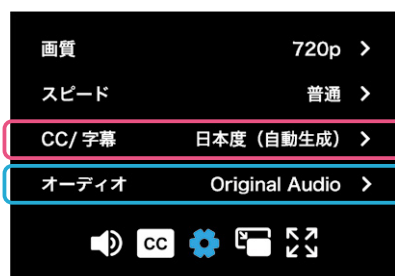 画質 720p
スピード 普通
CC/字幕 日本度（自動生成）
オーディオ Original Audio
CC